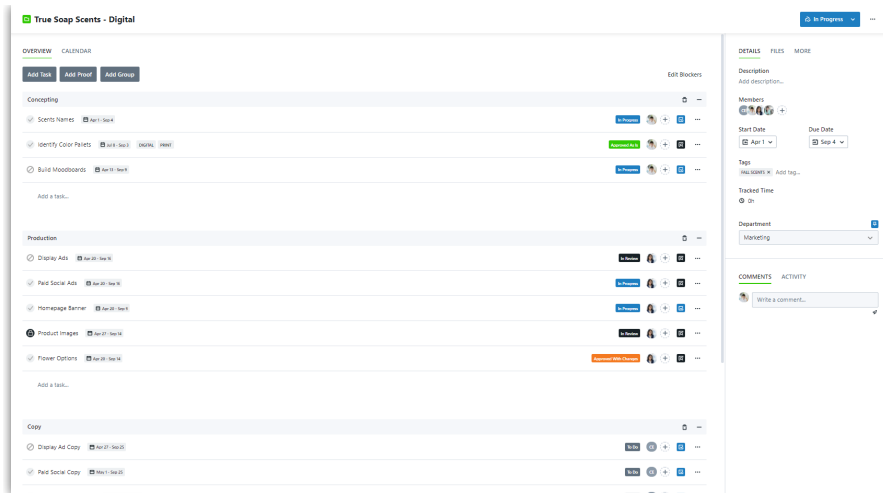 True Soap Scents - Digital
In Progress
OVERVIEW CALENDAR
Add Task Add Proof Add Group
Edit Blockers
Concepting
Scents Names Apr 1 - Sep 4 In Progress
Identify Color Pallets Jul 8 - Sep 3 DIGITAL PRINT Approved As Is
Build Moodboards Apr 13 - Sep 9 In Progress
Add a task...
Production
Display Ads Apr 20 - Sep 16 In Review
Paid Social Ads Apr 20 - Sep 16 In Progress
Homepage Banner Apr 20 - Sep 9 In Progress
Product Images Apr 27 - Sep 14 In Review
Flower Options Apr 20 - Sep 14 Approved With Changes
Add a task...
Copy
Display Ad Copy Apr 27 - Sep 25 To Do CS
Paid Social Copy May 1 - Sep 25 To Do CS
DETAILS FILES MORE
Description
Add description...
Members
Start Date Due Date
Apr 1 Sep 4
Tags
FALL SCENTS × Add tag...
Tracked Time
0h
Department
Marketing
COMMENTS ACTIVITY
Write a comment...